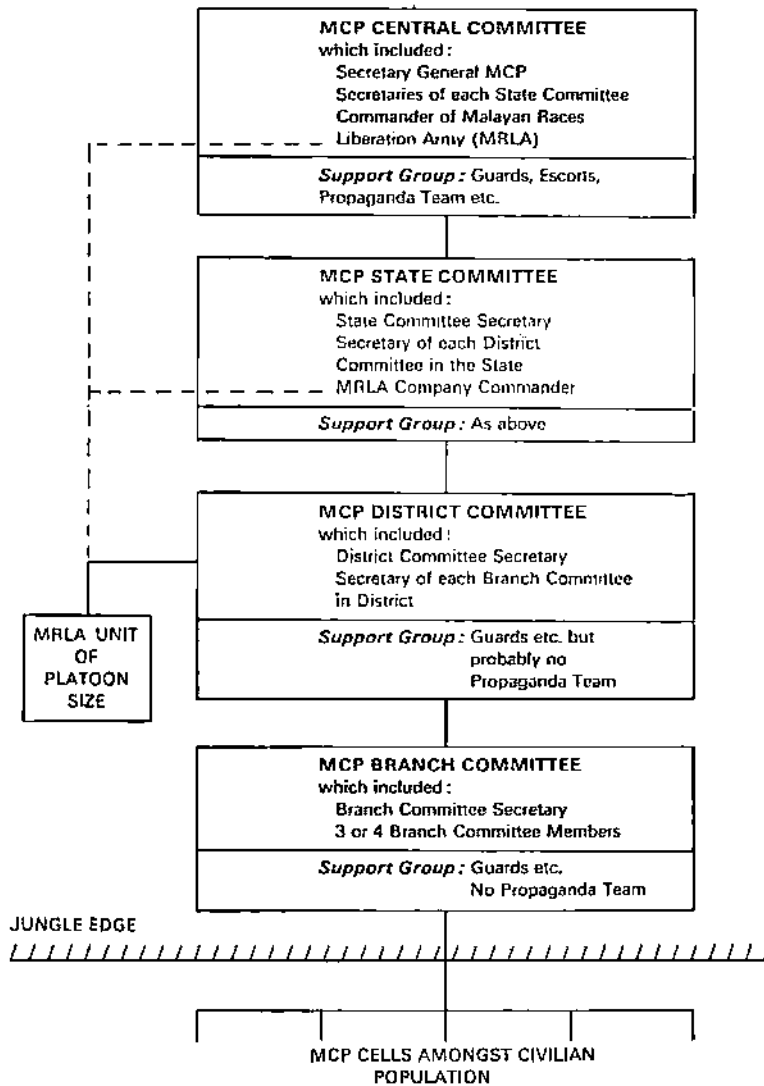 MCP CENTRAL COMMITTEE
which included :
Secretary General MCP
Secretaries of each State Committee
Commander of Malayan Races
Liberation Army (MRLA)
Support Group : Guards, Escorts,
Propaganda Team etc.
MCP STATE COMMITTEE
which included :
State Committee Secretary
Secretary of each District
Committee in the State
MRLA Company Commander
Support Group : As above
MCP DISTRICT COMMITTEE
which included :
District Committee Secretary
Secretary of each Branch Committee
in District
Support Group : Guards etc. but
probably no
Propaganda Team
MRLA UNIT
OF
PLATOON
SIZE
MCP BRANCH COMMITTEE
which included :
Branch Committee Secretary
3 or 4 Branch Committee Members
Support Group : Guards etc.
No Propaganda Team
JUNGLE EDGE
MCP CELLS AMONGST CIVILIAN
POPULATION